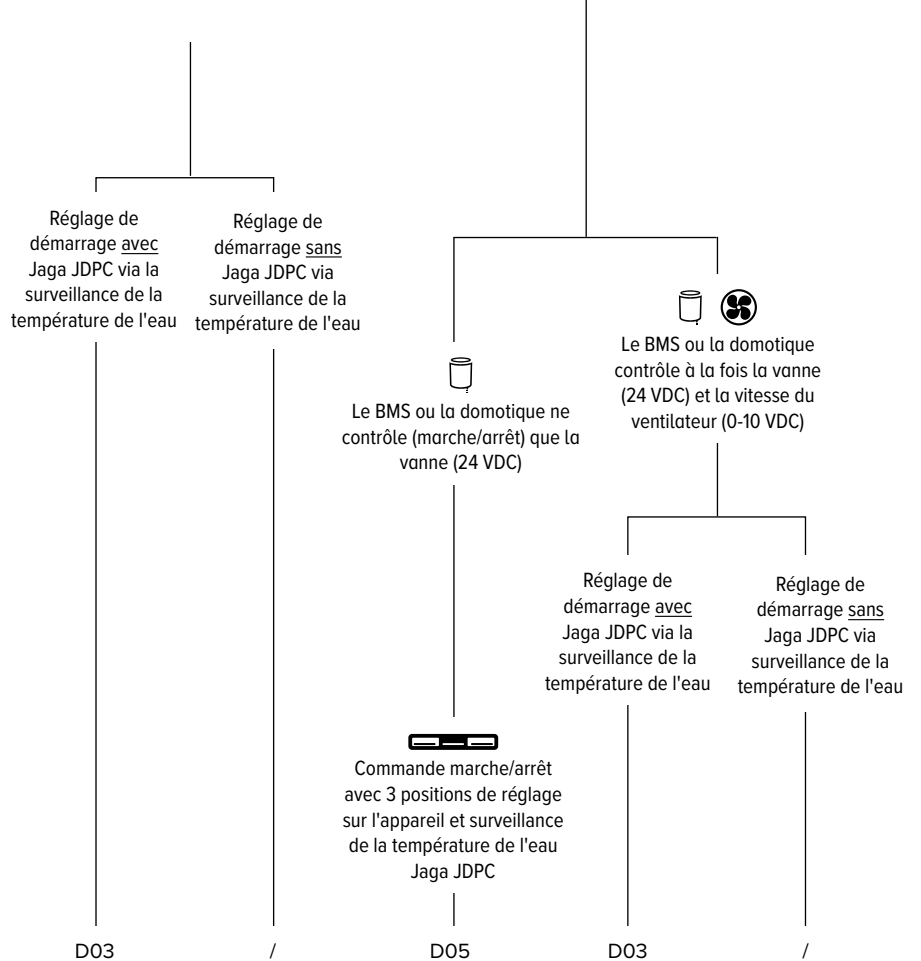 Réglage de
démarrage avec
Jaga JDPC via la
surveillance de la
température de l'eau
Réglage de
démarrage sans
Jaga JDPC via
surveillance de la
température de l'eau
Le BMS ou la domotique ne
contrôle (marche/arrêt) que la
vanne (24 VDC)
Le BMS ou la domotique
contrôle à la fois la vanne
(24 VDC) et la vitesse du
ventilateur (0-10 VDC)
Réglage de
démarrage avec
Jaga JDPC via la
surveillance de la
température de l'eau
Réglage de
démarrage sans
Jaga JDPC via
surveillance de la
température de l'eau
Commande marche/arrêt
avec 3 positions de réglage
sur l'appareil et surveillance
de la température de l'eau
Jaga JDPC
D03
/
D05
D03
/